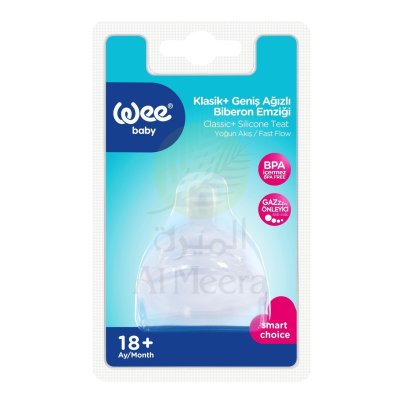 wee®
baby
Klasik+ Geniş Ağızlı
Biberon Emziği
Classic+ Silicone Teat
Yoğun Akış / Fast Flow
BPA
içermez
BPA FREE
GAZ
ÖNLEYİCİ
الميرة
Al Meera
smart
choice
18+
Ay/Month